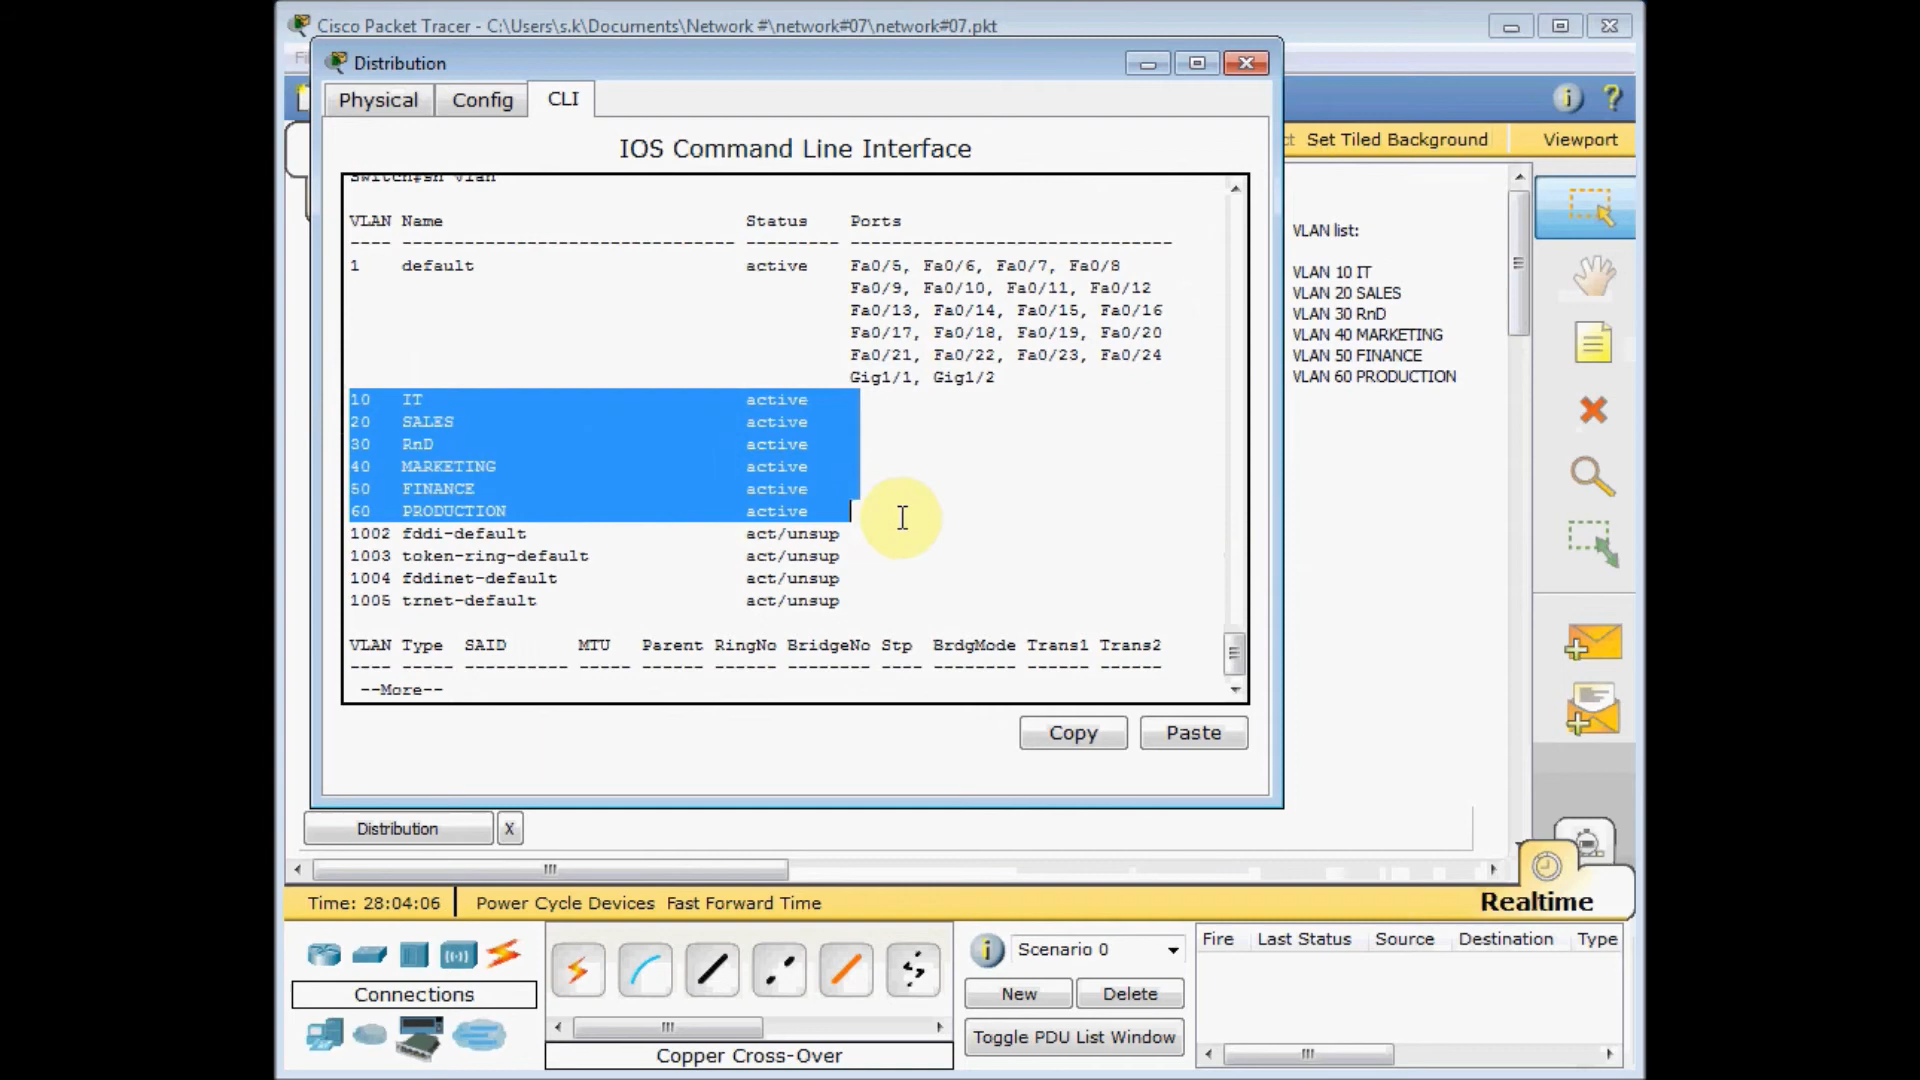 Cisco Packet Tracer - C:\Users\s.k\Documents\Network #\network#07\network#07.pkt
Distribution
Physical Config CLI
IOS Command Line Interface
Set Tiled Background Viewport
Switch#sh vlan
VLAN Name Status Ports
---- -------------------------------- --------- -------------------------------
1 default active Fa0/5, Fa0/6, Fa0/7, Fa0/8
Fa0/9, Fa0/10, Fa0/11, Fa0/12
Fa0/13, Fa0/14, Fa0/15, Fa0/16
Fa0/17, Fa0/18, Fa0/19, Fa0/20
Fa0/21, Fa0/22, Fa0/23, Fa0/24
Gig1/1, Gig1/2
10 IT active
20 SALES active
30 RnD active
40 MARKETING active
50 FINANCE active
60 PRODUCTION active
1002 fddi-default act/unsup
1003 token-ring-default act/unsup
1004 fddinet-default act/unsup
1005 trnet-default act/unsup
VLAN Type SAID MTU Parent RingNo BridgeNo Stp BrdgMode Trans1 Trans2
---- ----- ---------- ----- ------ ------ -------- ---- -------- ------ ------
--More--
Copy Paste
VLAN list:
VLAN 10 IT
VLAN 20 SALES
VLAN 30 RnD
VLAN 40 MARKETING
VLAN 50 FINANCE
VLAN 60 PRODUCTION
Distribution X
Time: 28:04:06 Power Cycle Devices Fast Forward Time
Realtime
Connections
Copper Cross-Over
Scenario 0
New Delete
Toggle PDU List Window
Fire Last Status Source Destination Type